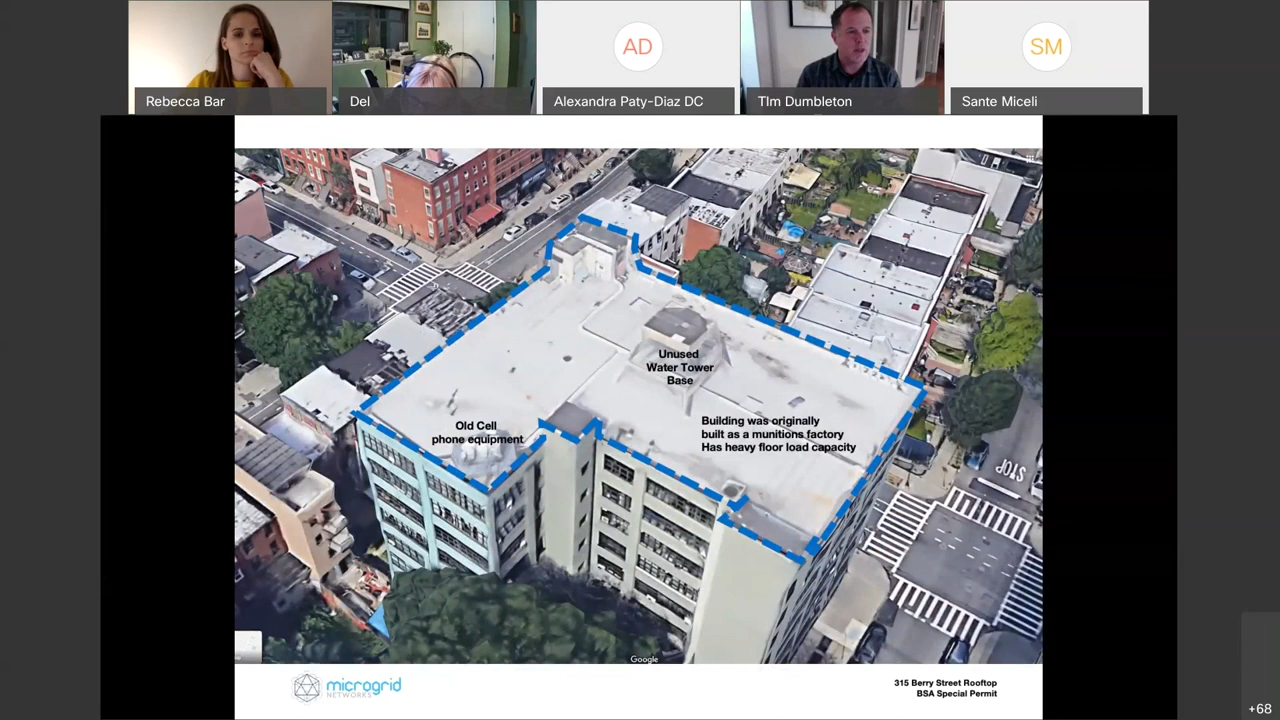 AD
SM
Rebecca Bar
Del
Alexandra Paty-Diaz DC
TIm Dumbleton
Sante Miceli
Unused
Water Tower
Base
Building was originally
built as a munitions factory
Has heavy floor load capacity
Old Cell
phone equipment
STOP
Google
microgrid
NETWORKS
315 Berry Street Rooftop
BSA Special Permit
+68